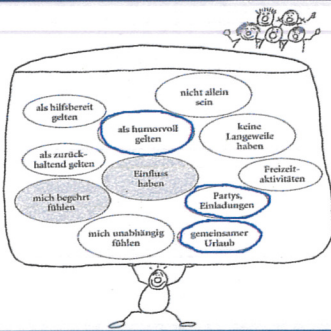 nicht allein
sein
als hilfsbereit
gelten
als humorvoll
gelten
keine
Langeweile
haben
als zurück-
haltend gelten
Einfluss
haben
Freizeit-
aktivitäten
mich begehrt
fühlen
Partys,
Einladungen
mich unabhängig
fühlen
gemeinsamer
Urlaub